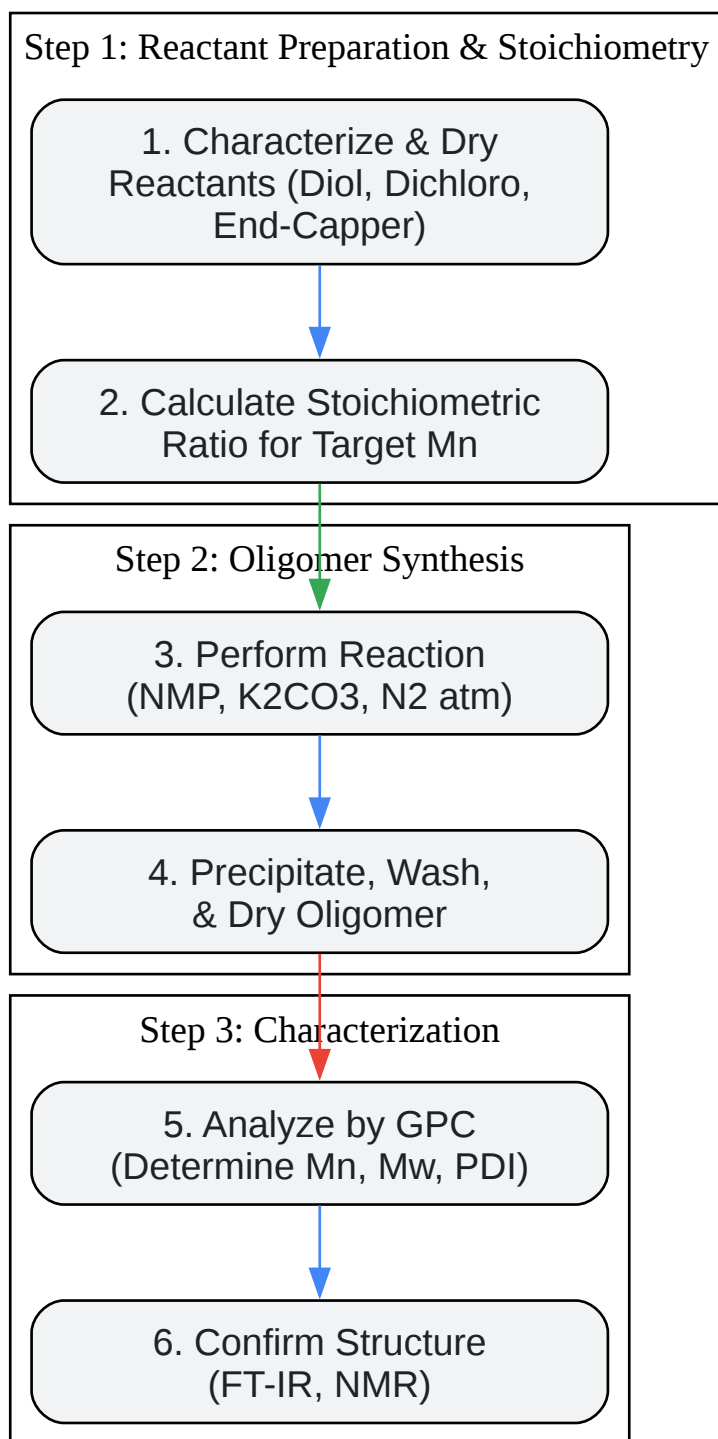 Step 1: Reactant Preparation & Stoichiometry
1. Characterize & Dry
Reactants (Diol, Dichloro,
End-Capper)
2. Calculate Stoichiometric
Ratio for Target Mn
Step 2: Oligomer Synthesis
3. Perform Reaction
(NMP, K2CO3, N2 atm)
4. Precipitate, Wash,
& Dry Oligomer
Step 3: Characterization
5. Analyze by GPC
(Determine Mn, Mw, PDI)
6. Confirm Structure
(FT-IR, NMR)